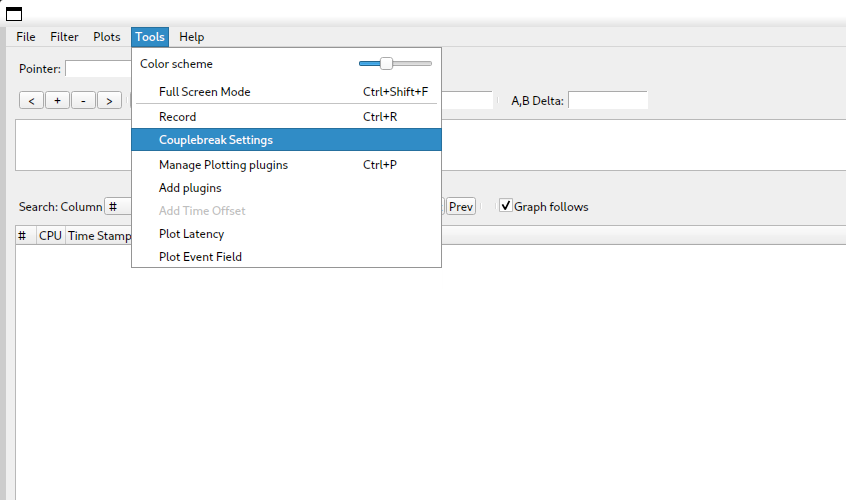 File Filter Plots Tools Help
Color scheme
Pointer:
Full Screen Mode Ctrl+Shift+F
< + - > A,B Delta:
Record Ctrl+R
Couplebreak Settings
Manage Plotting plugins Ctrl+P
Add plugins
Search: Column # Prev Graph follows
Add Time Offset
# CPU Time Stamp Plot Latency
Plot Event Field